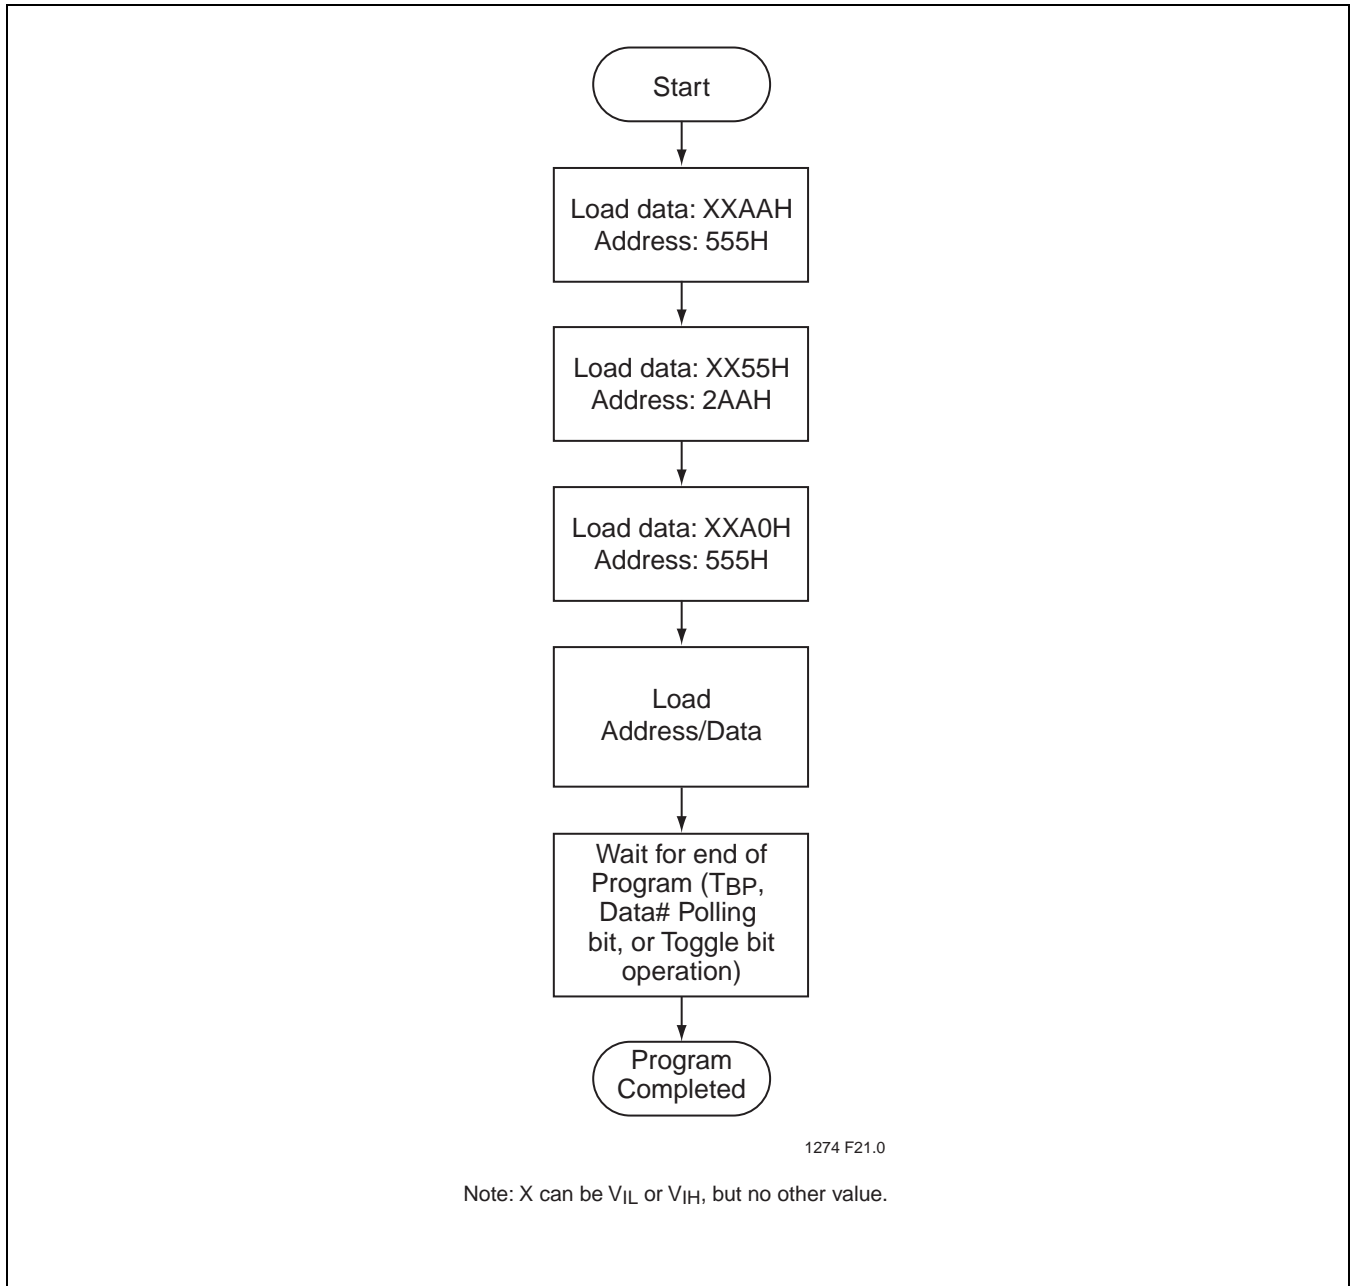 Start
Load data: XXAAH
Address: 555H
Load data: XX55H
Address: 2AAH
Load data: XXA0H
Address: 555H
Load
Address/Data
Wait for end of
Program (TBP,
Data# Polling
bit, or Toggle bit
operation)
Program
Completed
1274 F21.0
Note: X can be VIL or VIH, but no other value.